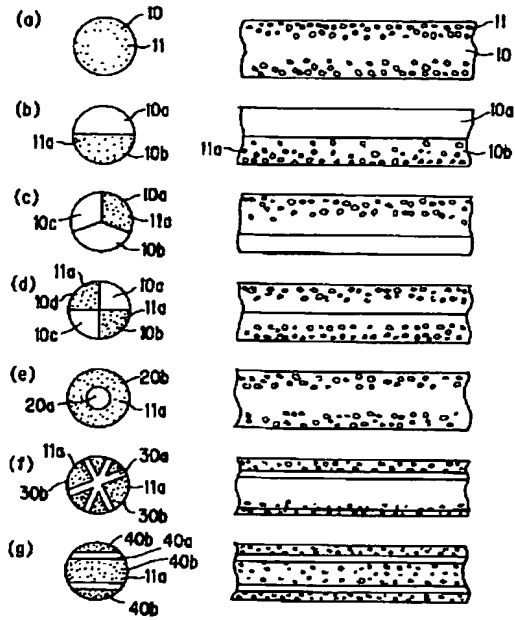 (a) 10 11 11 10
(b) 10a 11a 10b 10a 11a 10b
(c) 10a 10c 11a 10b
(d) 11a 10a 10d 11a 10c 10b
(e) 20b 20a 11a
(f) 11a 30a 11a 30b 30b
(g) 40b 40a 40b 11a 40b